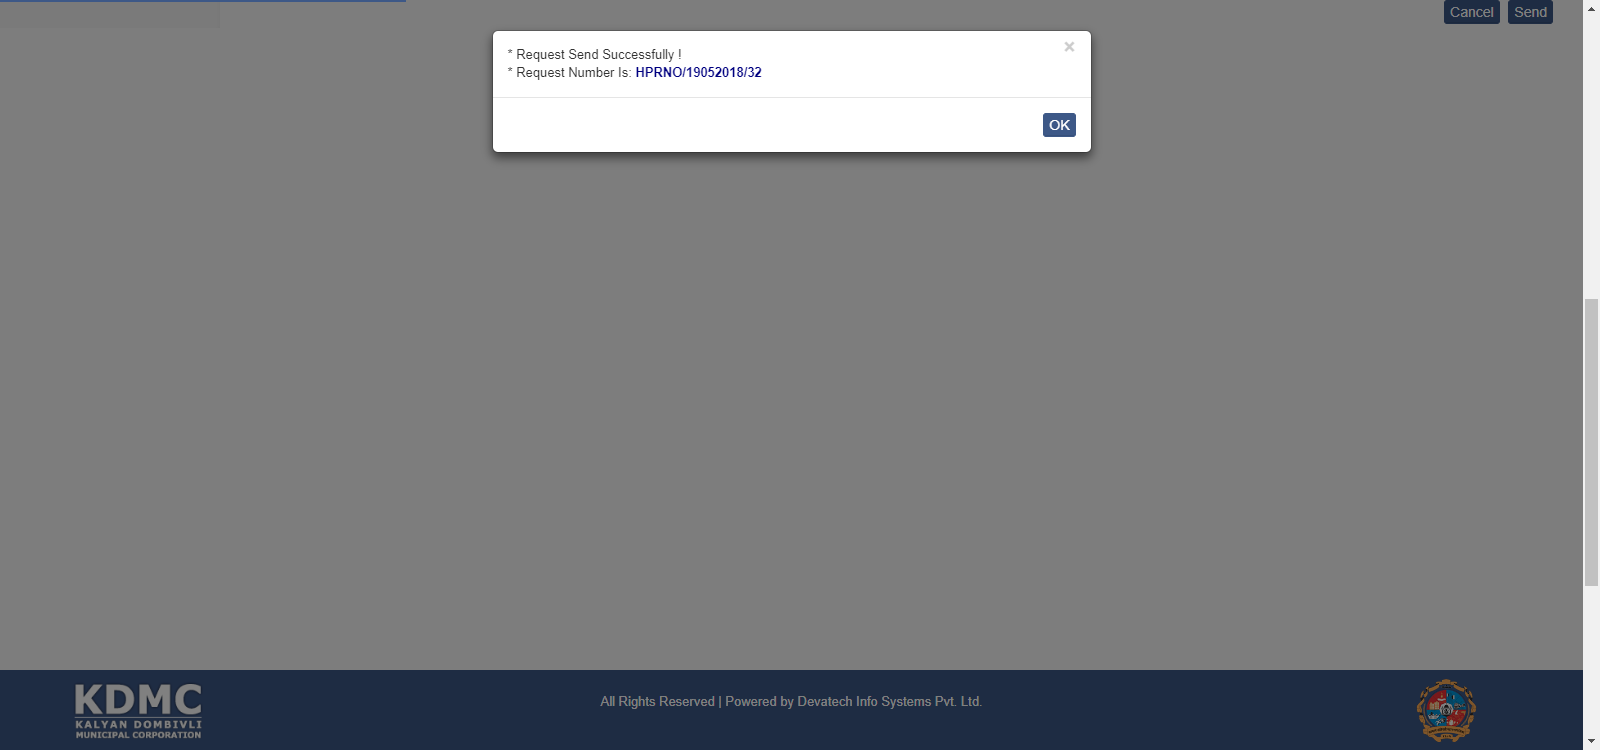 Cancel Send
×
* Request Send Successfully !
* Request Number Is: HPRNO/19052018/32
OK
KDMC
KALYAN DOMBIVLI
MUNICIPAL CORPORATION
All Rights Reserved | Powered by Devatech Info Systems Pvt. Ltd.